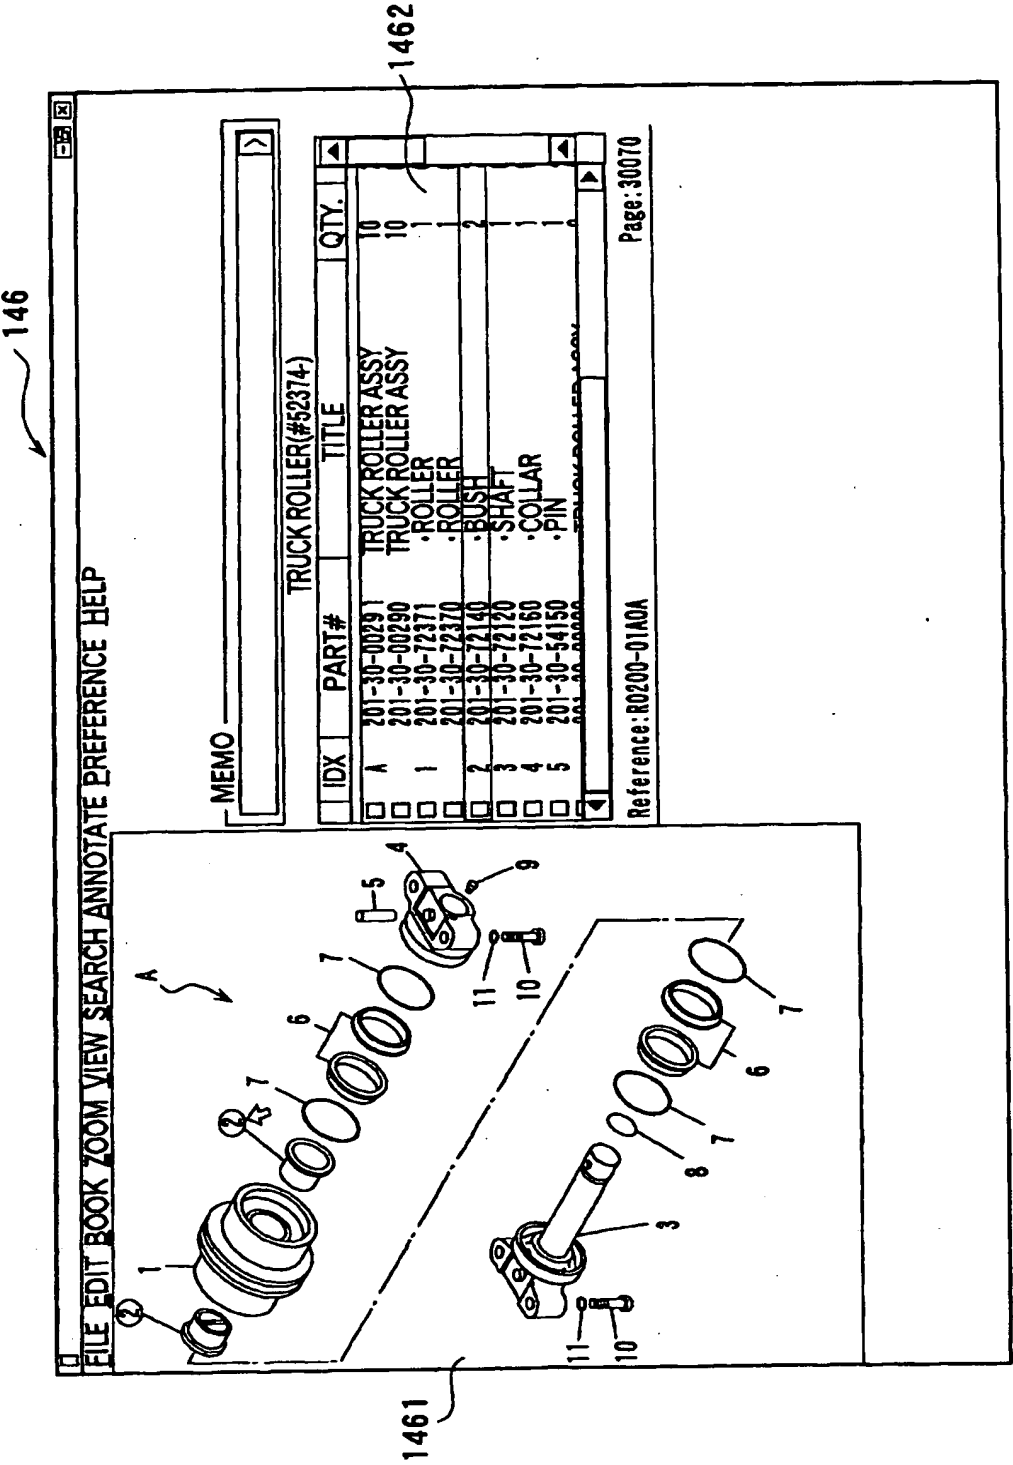 146
FILE EDIT BOOK ZOOM VIEW SEARCH ANNOTATE PREFERENCE HELP
MEMO
TRUCK ROLLER(#52374-)
IDX PART# TITLE QTY.
A 201-30-00291 TRUCK ROLLER ASSY 10
201-30-00290 TRUCK ROLLER ASSY 10
1 201-30-72371 ·ROLLER 1
201-30-72370 ·ROLLER 1
2 201-30-72140 ·BUSH 2
3 201-30-72120 ·SHAFT 1
4 201-30-72160 ·COLLAR 1
5 201-30-54150 ·PIN 1
TRUCK ROLLER ASSY
Reference:R0200-01A0A Page:30070
1462
1461
A
2
1
2
7
6
7
5
4
9
11
10
3
8
7
6
7
11
10